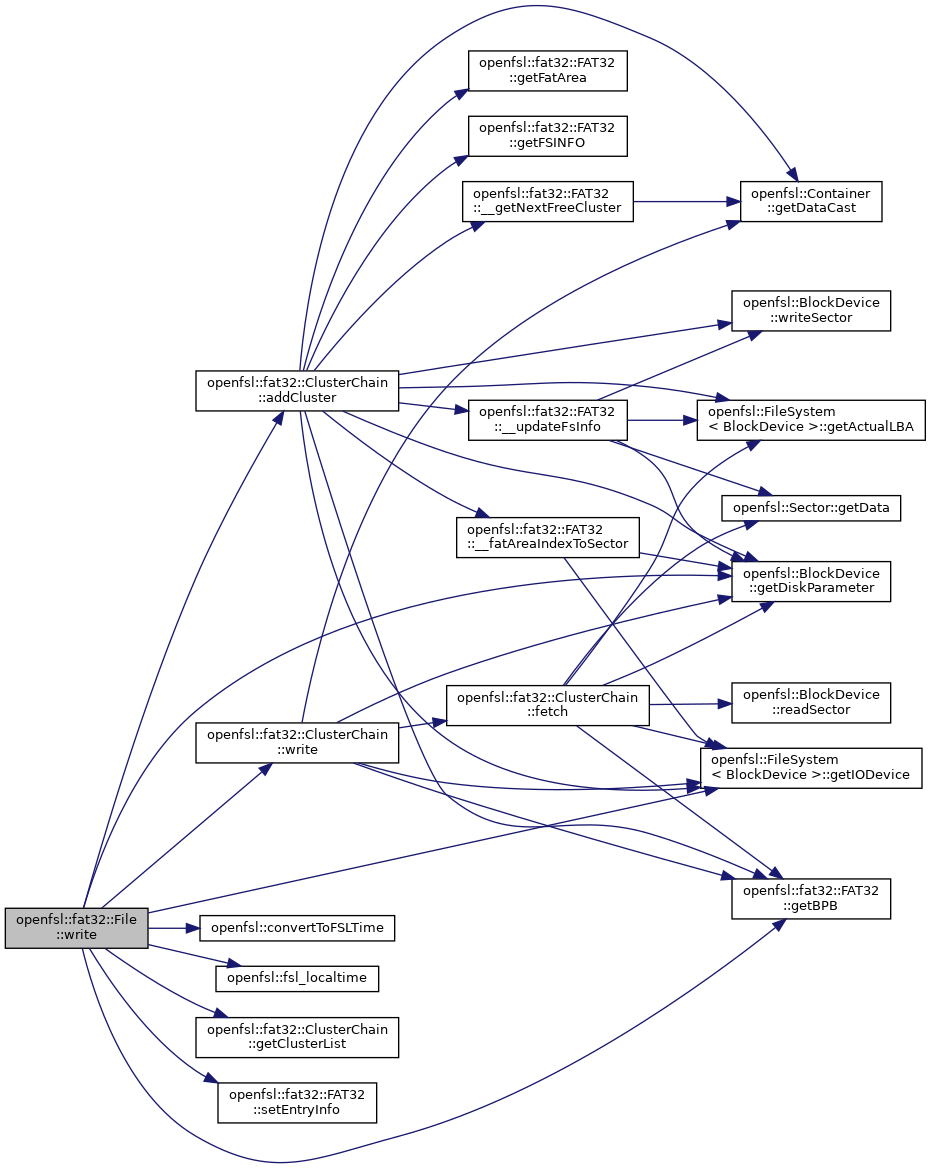 openfsl::fat32::FAT32
::getFatArea
openfsl::fat32::FAT32
::getFSINFO
openfsl::fat32::FAT32
::__getNextFreeCluster
openfsl::Container
::getDataCast
openfsl::BlockDevice
::writeSector
openfsl::fat32::ClusterChain
::addCluster
openfsl::fat32::FAT32
::__updateFsInfo
openfsl::FileSystem
< BlockDevice >::getActualLBA
openfsl::Sector::getData
openfsl::fat32::FAT32
::__fatAreaIndexToSector
openfsl::BlockDevice
::getDiskParameter
openfsl::fat32::ClusterChain
::fetch
openfsl::BlockDevice
::readSector
openfsl::fat32::ClusterChain
::write
openfsl::FileSystem
< BlockDevice >::getIODevice
openfsl::fat32::FAT32
::getBPB
openfsl::fat32::File
::write
openfsl::convertToFSLTime
openfsl::fsl_localtime
openfsl::fat32::ClusterChain
::getClusterList
openfsl::fat32::FAT32
::setEntryInfo